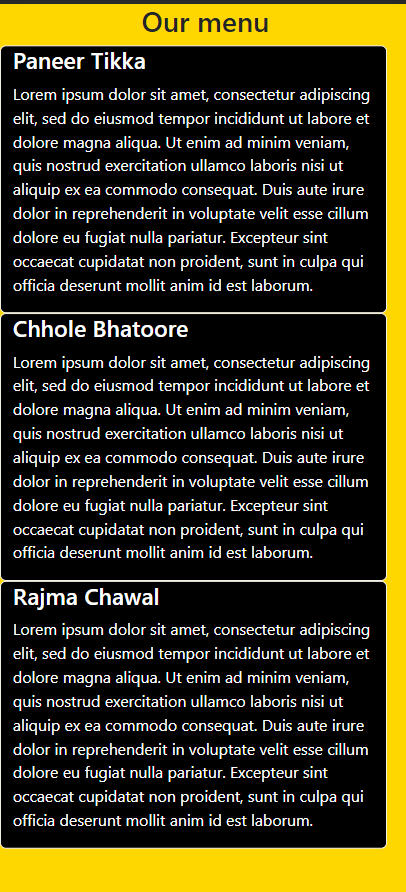 Our menu
Paneer Tikka
Lorem ipsum dolor sit amet, consectetur adipiscing
elit, sed do eiusmod tempor incididunt ut labore et
dolore magna aliqua. Ut enim ad minim veniam,
quis nostrud exercitation ullamco laboris nisi ut
aliquip ex ea commodo consequat. Duis aute irure
dolor in reprehenderit in voluptate velit esse cillum
dolore eu fugiat nulla pariatur. Excepteur sint
occaecat cupidatat non proident, sunt in culpa qui
officia deserunt mollit anim id est laborum.
Chhole Bhatoore
Lorem ipsum dolor sit amet, consectetur adipiscing
elit, sed do eiusmod tempor incididunt ut labore et
dolore magna aliqua. Ut enim ad minim veniam,
quis nostrud exercitation ullamco laboris nisi ut
aliquip ex ea commodo consequat. Duis aute irure
dolor in reprehenderit in voluptate velit esse cillum
dolore eu fugiat nulla pariatur. Excepteur sint
occaecat cupidatat non proident, sunt in culpa qui
officia deserunt mollit anim id est laborum.
Rajma Chawal
Lorem ipsum dolor sit amet, consectetur adipiscing
elit, sed do eiusmod tempor incididunt ut labore et
dolore magna aliqua. Ut enim ad minim veniam,
quis nostrud exercitation ullamco laboris nisi ut
aliquip ex ea commodo consequat. Duis aute irure
dolor in reprehenderit in voluptate velit esse cillum
dolore eu fugiat nulla pariatur. Excepteur sint
occaecat cupidatat non proident, sunt in culpa qui
officia deserunt mollit anim id est laborum.